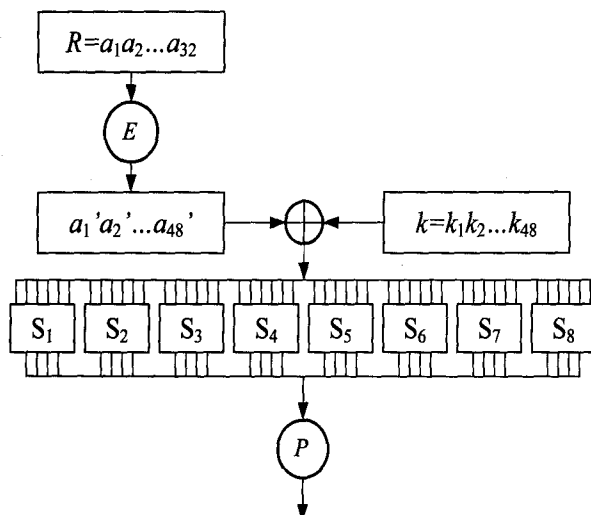 R=a₁a₂...a₃₂
E
a₁'a₂'...a₄₈'
k=k₁k₂...k₄₈
S₁ S₂ S₃ S₄ S₅ S₆ S₇ S₈
P